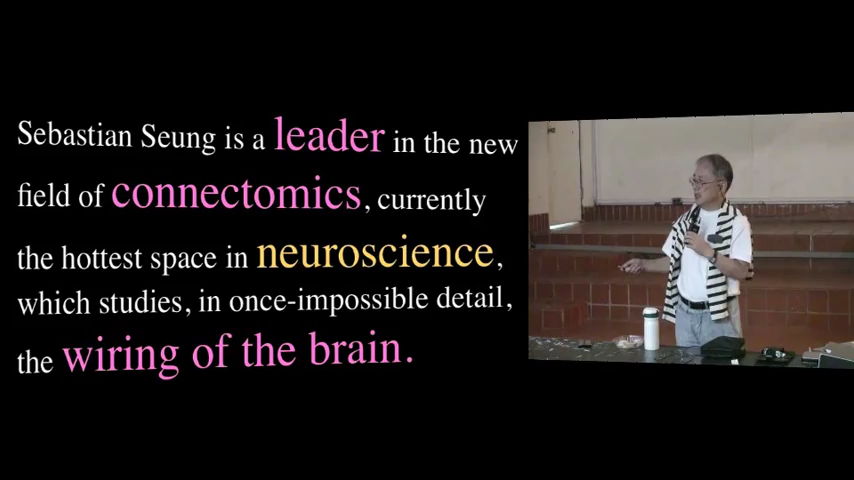 Sebastian Seung is a leader in the new
field of connectomics, currently
the hottest space in neuroscience,
which studies, in once-impossible detail,
the wiring of the brain.